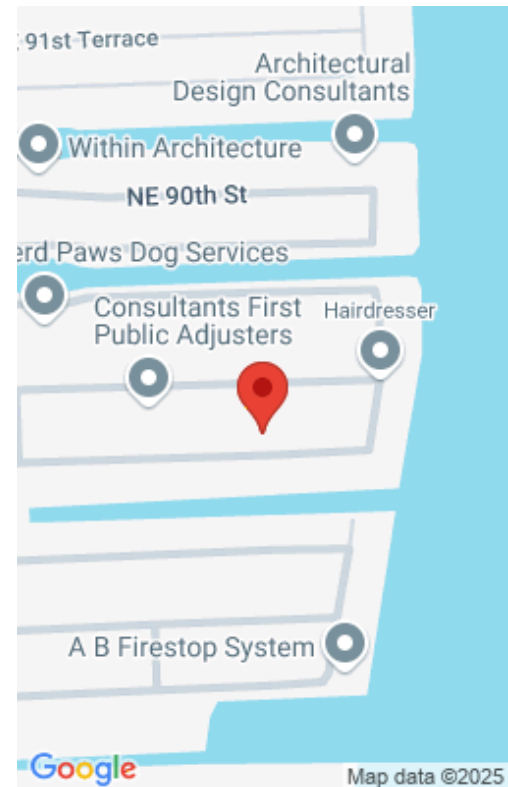 91st Terrace
Architectural
Design Consultants
Within Architecture
NE 90th St
Paws Dog Services
Consultants First
Public Adjusters
Hairdresser
A B Firestop System
Google
Map data ©2025